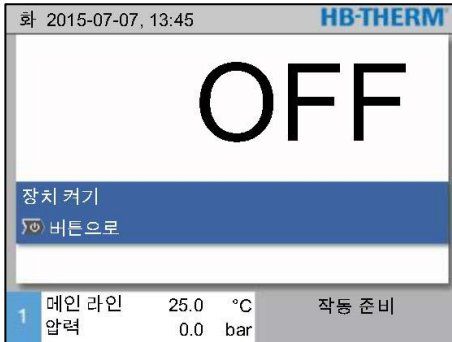 화 2015-07-07, 13:45 HB-THERM
OFF
장치 켜기
버튼으로
1 메인 라인 25.0 °C 작동 준비
압력 0.0 bar